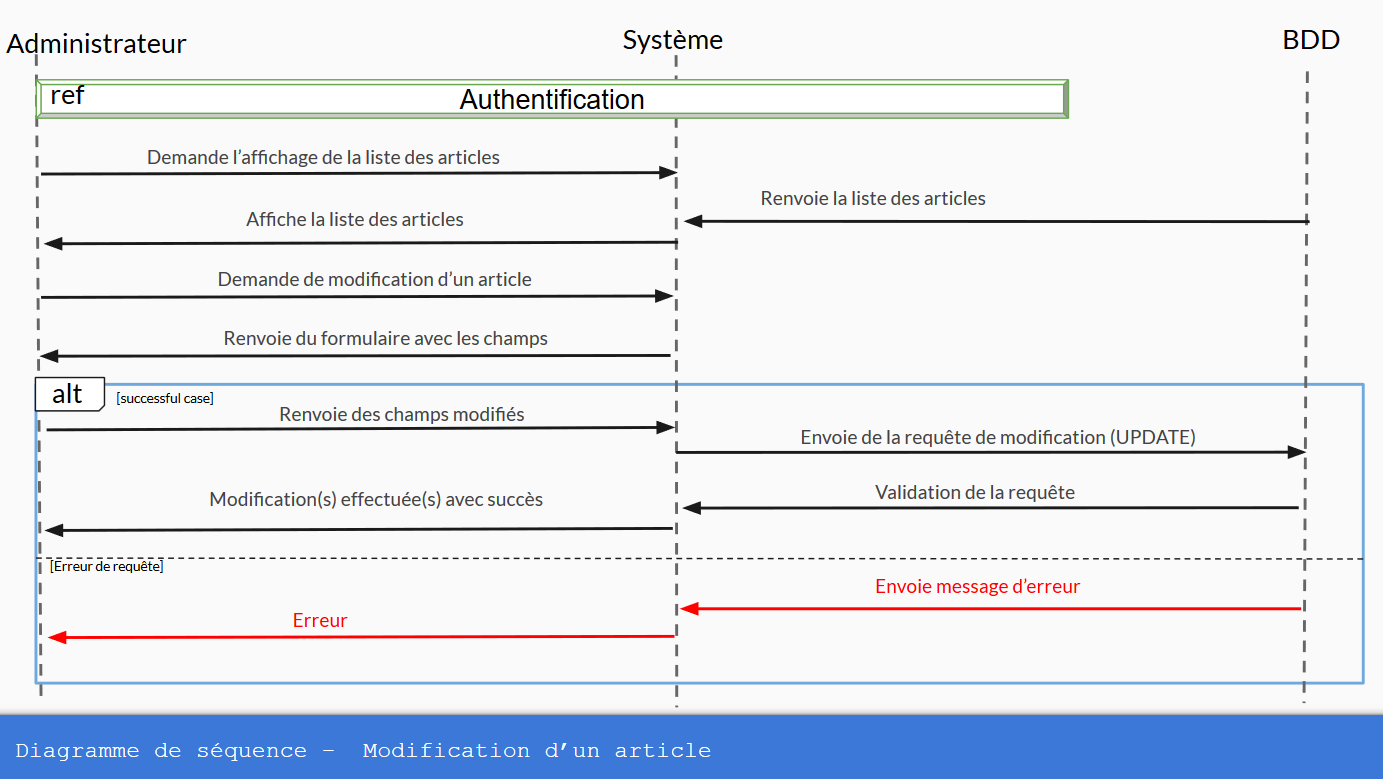 Administrateur
Système
BDD
ref
Authentification
Demande l’affichage de la liste des articles
Renvoie la liste des articles
Affiche la liste des articles
Demande de modification d’un article
Renvoie du formulaire avec les champs
alt
[successful case]
Renvoie des champs modifiés
Envoie de la requête de modification (UPDATE)
Validation de la requête
Modification(s) effectuée(s) avec succès
[Erreur de requête]
Envoie message d’erreur
Erreur
Diagramme de séquence – Modification d’un article